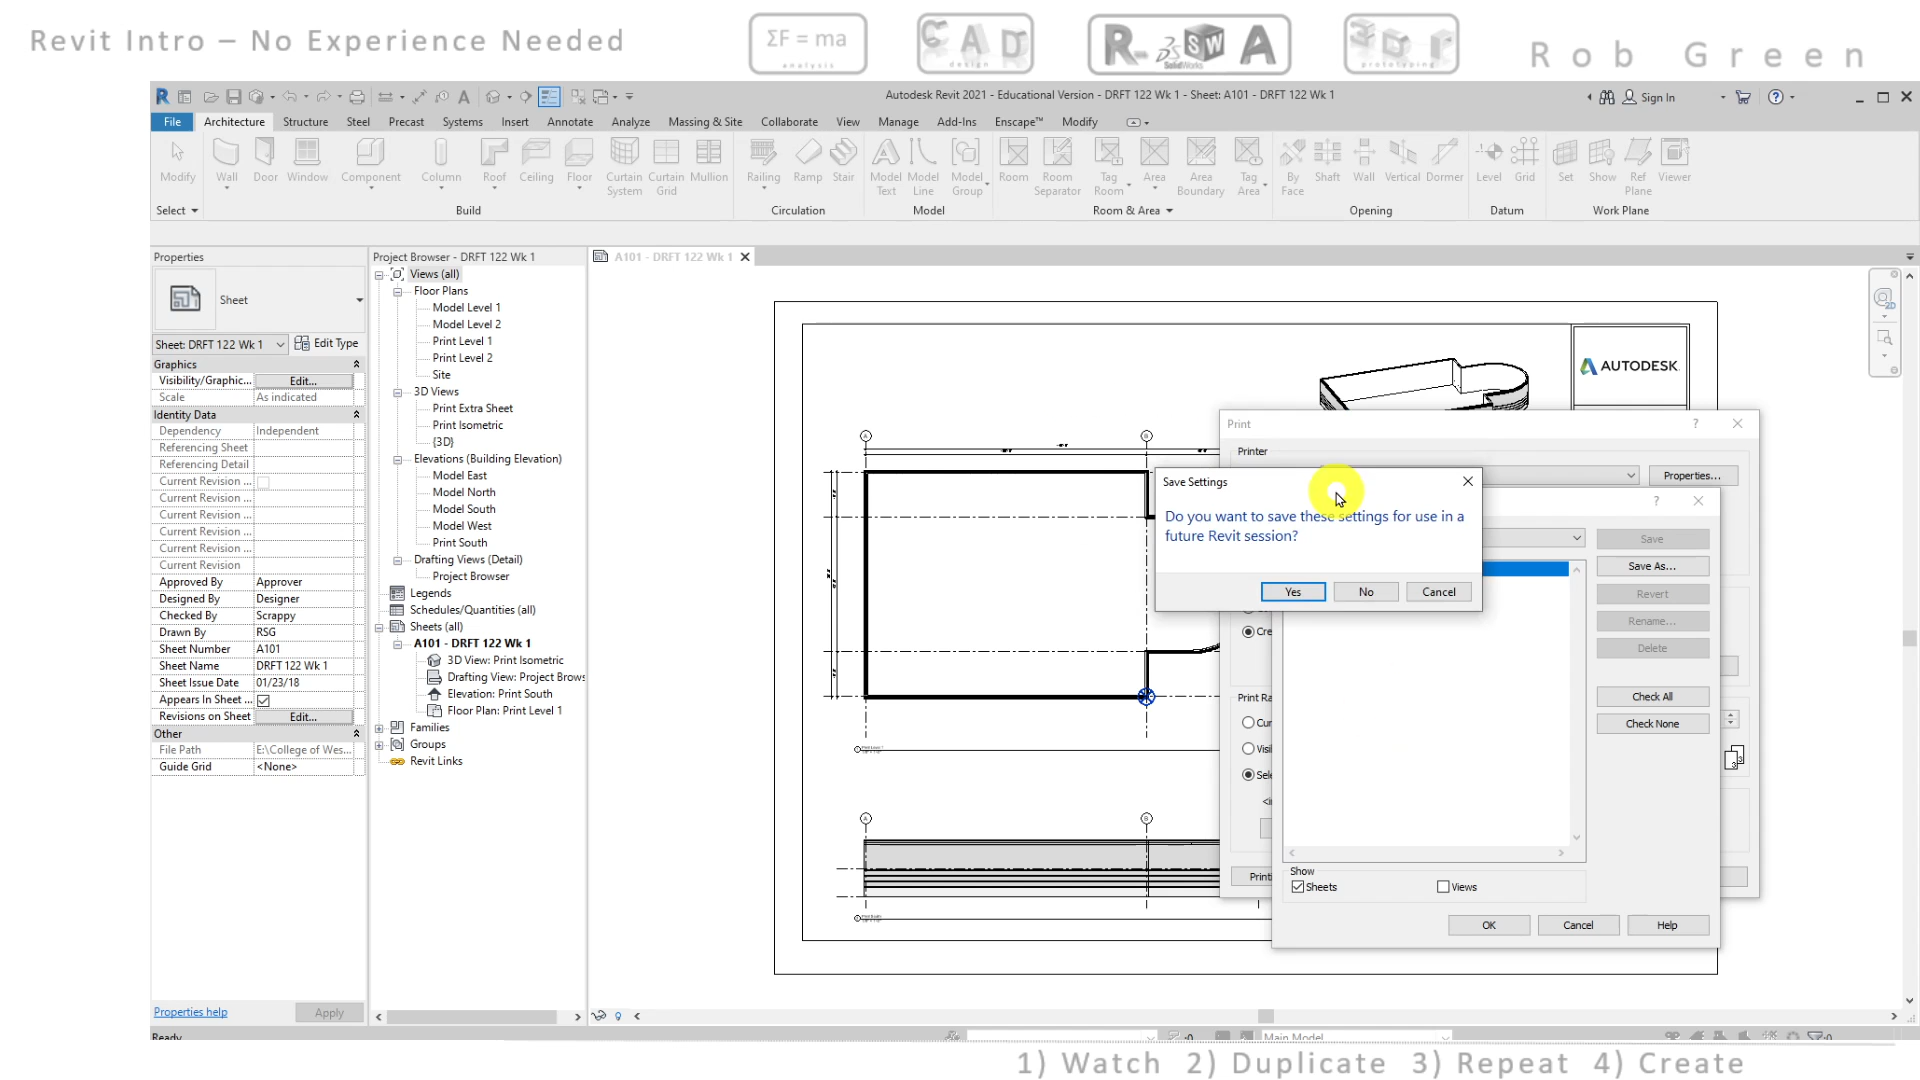 Revit Intro – No Experience Needed
ΣF = ma
analysis
CAD
design
R
SW
SolidWorks
A
prototyping
Rob Green
Autodesk Revit 2021 - Educational Version - DRFT 122 Wk 1 - Sheet: A101 - DRFT 122 Wk 1
Sign In
File Architecture Structure Steel Precast Systems Insert Annotate Analyze Massing & Site Collaborate View Manage Add-Ins Enscape™ Modify
Modify Wall Door Window Component Column Roof Ceiling Floor Curtain System Curtain Grid Mullion Railing Ramp Stair Model Text Model Line Model Group Room Room Separator Tag Room Area Area Boundary Tag Area By Face Shaft Wall Vertical Dormer Level Grid Set Show Ref Plane Viewer
Select Build Circulation Model Room & Area Opening Datum Work Plane
Properties
Sheet
Sheet: DRFT 122 Wk 1 Edit Type
Graphics
Visibility/Graphic... Edit...
Scale As indicated
Identity Data
Dependency Independent
Referencing Sheet
Referencing Detail
Current Revision ...
Current Revision ...
Current Revision ...
Current Revision ...
Current Revision ...
Current Revision
Approved By Approver
Designed By Designer
Checked By Scrappy
Drawn By RSG
Sheet Number A101
Sheet Name DRFT 122 Wk 1
Sheet Issue Date 01/23/18
Appears In Sheet ...
Revisions on Sheet Edit...
Other
File Path E:\College of Wes...
Guide Grid <None>
Properties help Apply
Ready
Project Browser - DRFT 122 Wk 1
Views (all)
Floor Plans
Model Level 1
Model Level 2
Print Level 1
Print Level 2
Site
3D Views
Print Extra Sheet
Print Isometric
{3D}
Elevations (Building Elevation)
Model East
Model North
Model South
Model West
Print South
Drafting Views (Detail)
Project Browser
Legends
Schedules/Quantities (all)
Sheets (all)
A101 - DRFT 122 Wk 1
3D View: Print Isometric
Drafting View: Project Brows
Elevation: Print South
Floor Plan: Print Level 1
Families
Groups
Revit Links
A101 - DRFT 122 Wk 1
AUTODESK
Print
Printer
Properties...
Save Settings
Do you want to save these settings for use in a
future Revit session?
Yes No Cancel
Cre
Print Ra
Cur
Visi
Sele
<i
Printi
Save
Save As...
Revert
Rename...
Delete
Check All
Check None
Show
Sheets Views
OK Cancel Help
Main Model
:0
:0
1) Watch 2) Duplicate 3) Repeat 4) Create